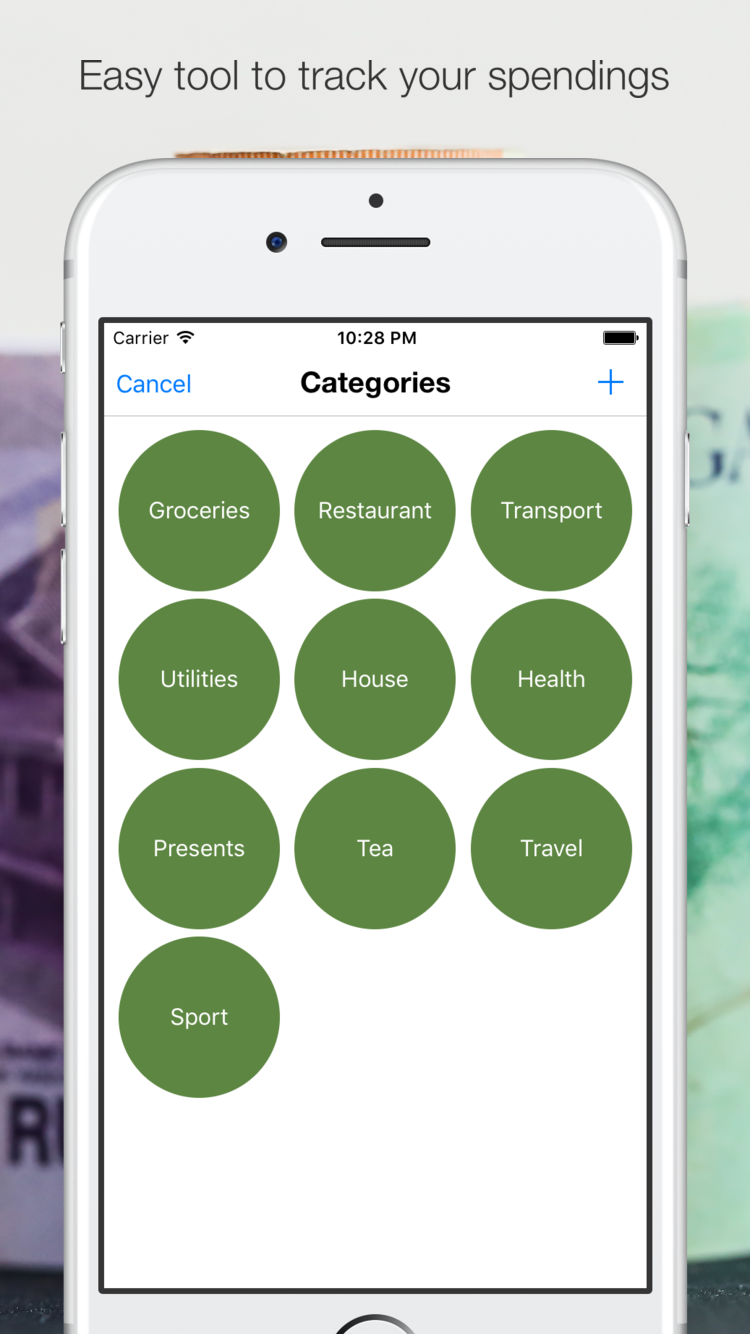 Easy tool to track your spendings
Carrier 10:28 PM
Cancel Categories +
Groceries Restaurant Transport
Utilities House Health
Presents Tea Travel
Sport